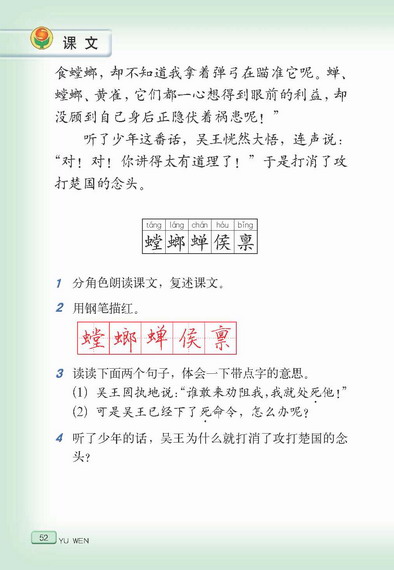 课文
食螳螂，却不知道我拿着弹弓在瞄准它呢。蝉、
螳螂、黄雀，它们都一心想得到眼前的利益，却
没顾到自己身后正隐伏着祸患呢！”
听了少年这番话，吴王恍然大悟，连声说：
“对！对！你讲得太有道理了！”于是打消了攻
打楚国的念头。
táng láng chán hóu bǐng
螳 螂 蝉 侯 禀
1 分角色朗读课文，复述课文。
2 用钢笔描红。
螳 螂 蝉 侯 禀
3 读读下面两个句子，体会一下带点字的意思。
(1) 吴王固执地说：“谁敢来劝阻我，我就处死他！”
(2) 可是吴王已经下了死命令，怎么办呢？
4 听了少年的话，吴王为什么就打消了攻打楚国的念
头？
52 YU WEN